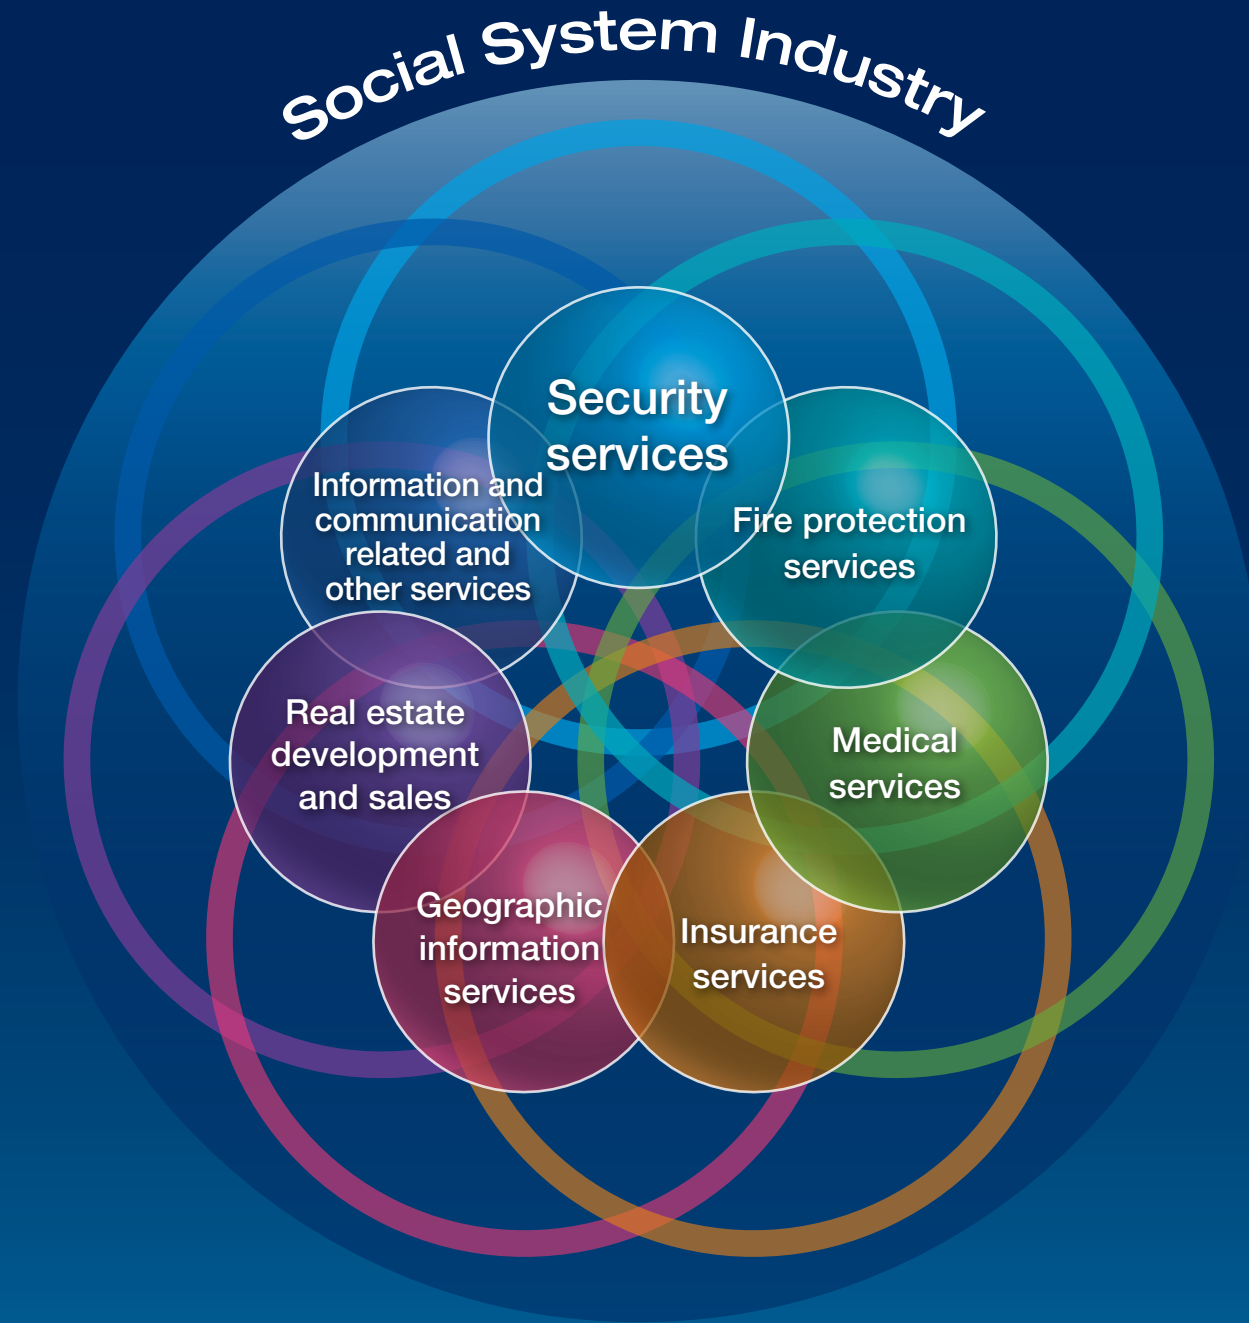 Social System Industry
Security
services
Information and
communication
related and
other services
Fire protection
services
Real estate
development
and sales
Medical
services
Geographic
information
services
Insurance
services